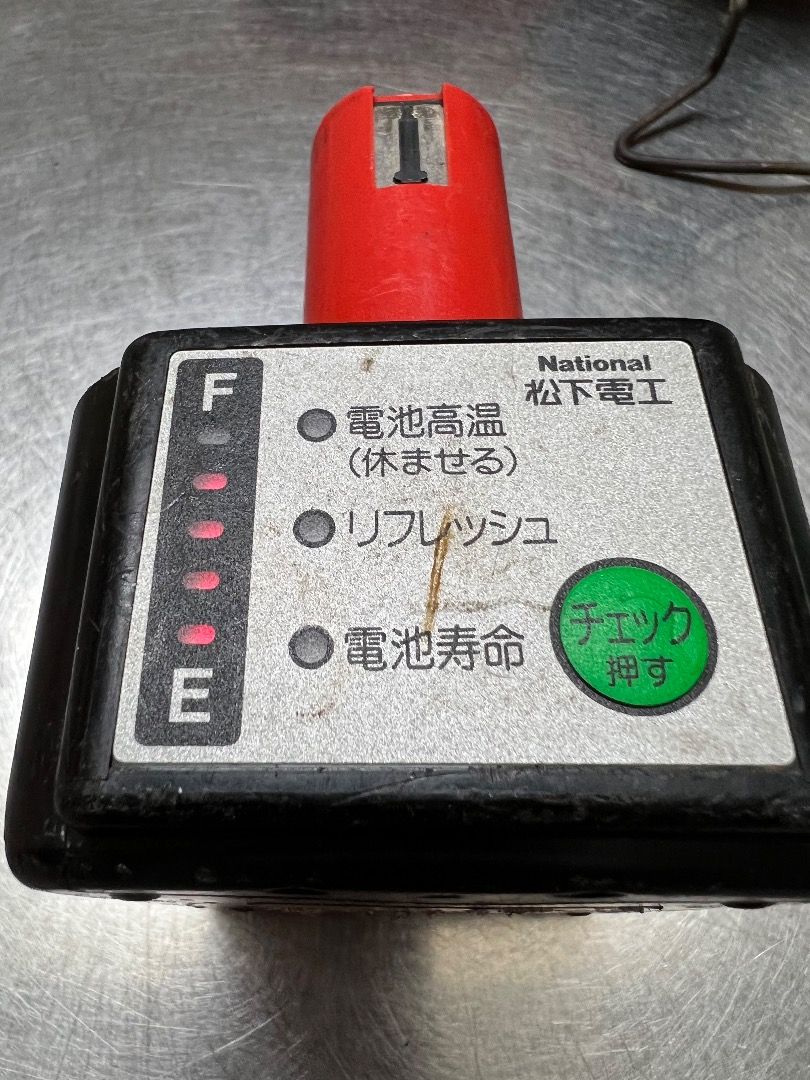 F
National
松下電工
電池高温
(休ませる)
リフレッシュ
電池寿命
チェック
押す
E